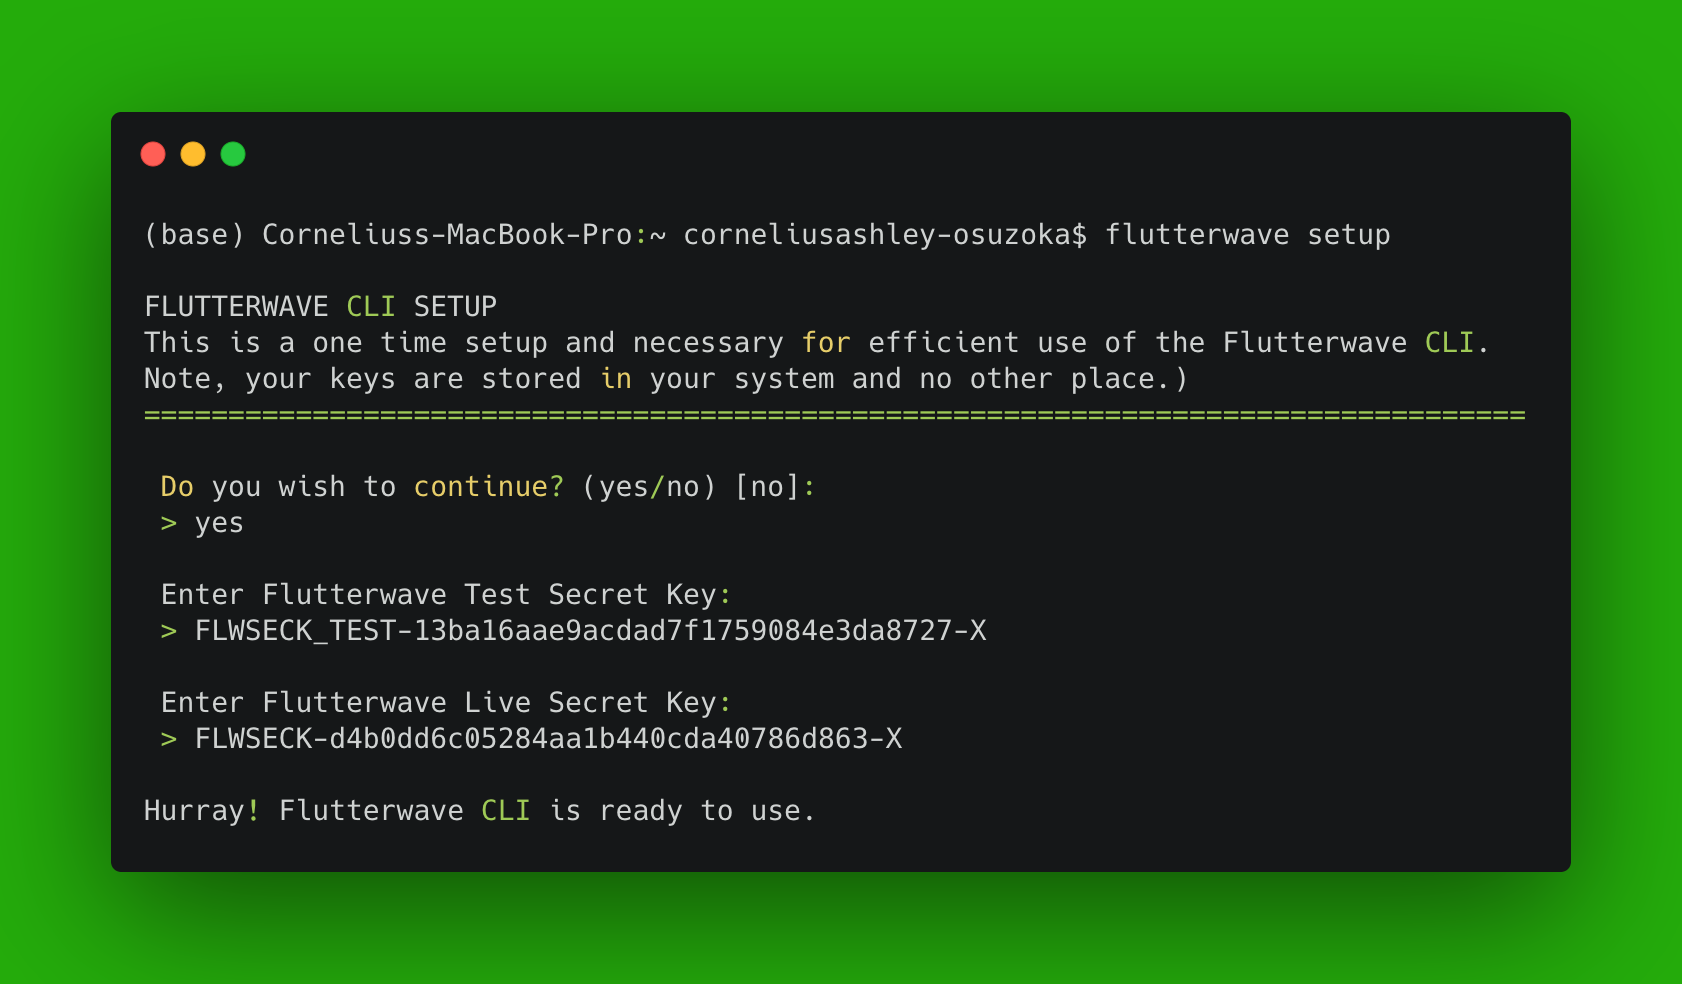 (base) Corneliuss-MacBook-Pro:~ corneliusashley-osuzoka$ flutterwave setup
FLUTTERWAVE CLI SETUP
This is a one time setup and necessary for efficient use of the Flutterwave CLI.
Note, your keys are stored in your system and no other place.)
==================================================================================
Do you wish to continue? (yes/no) [no]:
> yes
Enter Flutterwave Test Secret Key:
> FLWSECK_TEST-13ba16aae9acdad7f1759084e3da8727-X
Enter Flutterwave Live Secret Key:
> FLWSECK-d4b0dd6c05284aa1b440cda40786d863-X
Hurray! Flutterwave CLI is ready to use.